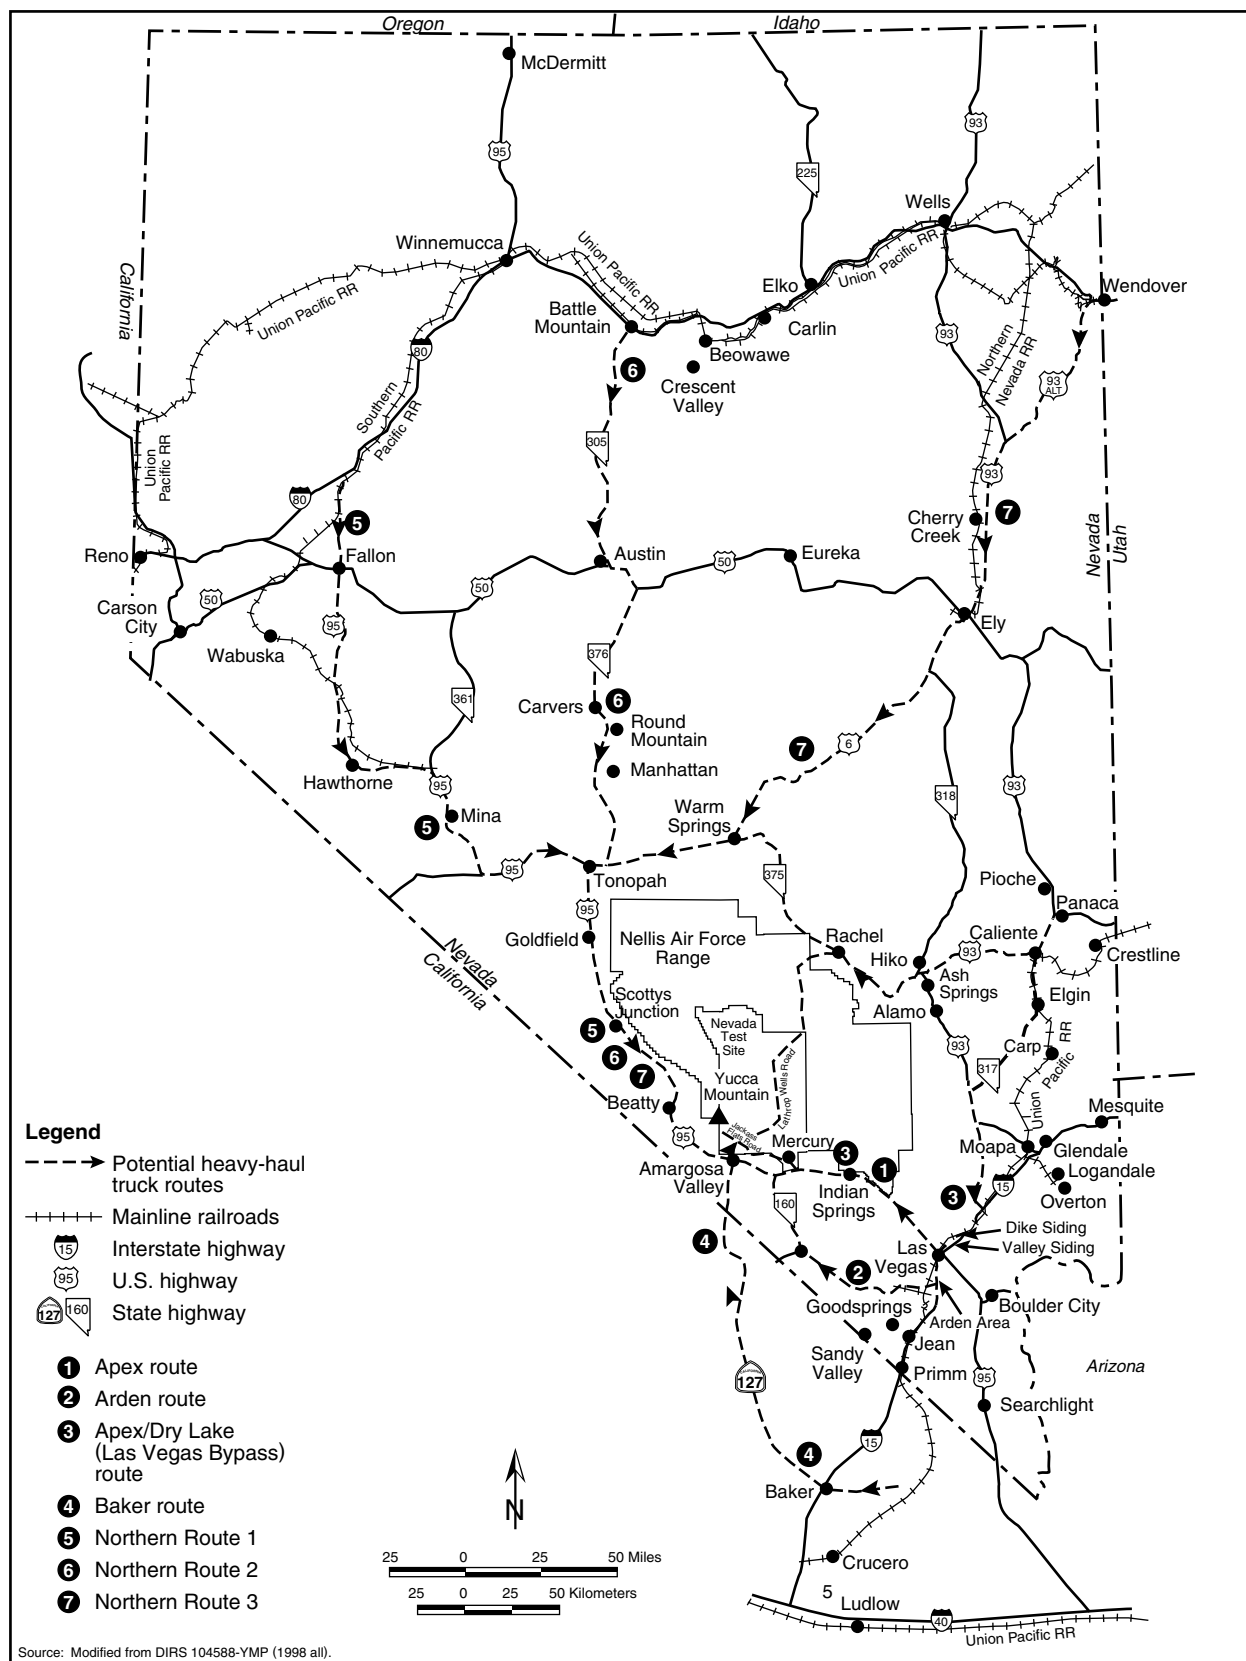 Oregon
Idaho
McDermitt
95
93
225
Wells
Winnemucca
Union Pacific RR
Union Pacific RR
California
Elko
Wendover
Union Pacific RR
Battle
Mountain
Carlin
80
Beowawe
93
Northern
Nevada RR
6
Crescent
Valley
93
ALT
Southern
Pacific RR
305
Union
Pacific RR
93
80
5
Cherry
Creek
7
Nevada
Utah
Reno
Fallon
Austin
50
Eureka
50
Carson
City
50
95
Ely
Wabuska
376
361
Carvers
6
Round
Mountain
7
6
Hawthorne
Manhattan
95
93
318
5
Mina
Warm
Springs
95
Tonopah
375
Pioche
Panaca
95
Goldfield
Nellis Air Force
Range
Rachel
Hiko
93
Caliente
Crestline
Nevada
California
Ash
Springs
Scottys
Junction
Elgin
Alamo
5
Nevada
Test
Site
6
93
Carp
Union Pacific RR
Lathrop Wells Road
7
Yucca
Mountain
317
Beatty
Mesquite
Legend
95
Jackass
Flats Road
Mercury
3
Moapa
Glendale
Potential heavy-haul
truck routes
Amargosa
Valley
1
Logandale
Indian
Springs
15
3
Overton
Mainline railroads
160
Dike Siding
15
Interstate highway
4
Las
Vegas
Valley Siding
95
U.S. highway
2
127
160
State highway
Goodsprings
Boulder City
Arden Area
Jean
Sandy
Valley
1
Apex route
Primm
Arizona
CALIFORNIA
127
95
2
Arden route
Searchlight
3
Apex/Dry Lake
(Las Vegas Bypass)
route
15
4
Baker
4
Baker route
N
5
Northern Route 1
25 0 25 50 Miles
Crucero
6
Northern Route 2
25 0 25 50 Kilometers
5
7
Northern Route 3
Ludlow
40
Union Pacific RR
Source: Modified from DIRS 104588-YMP (1998 all).